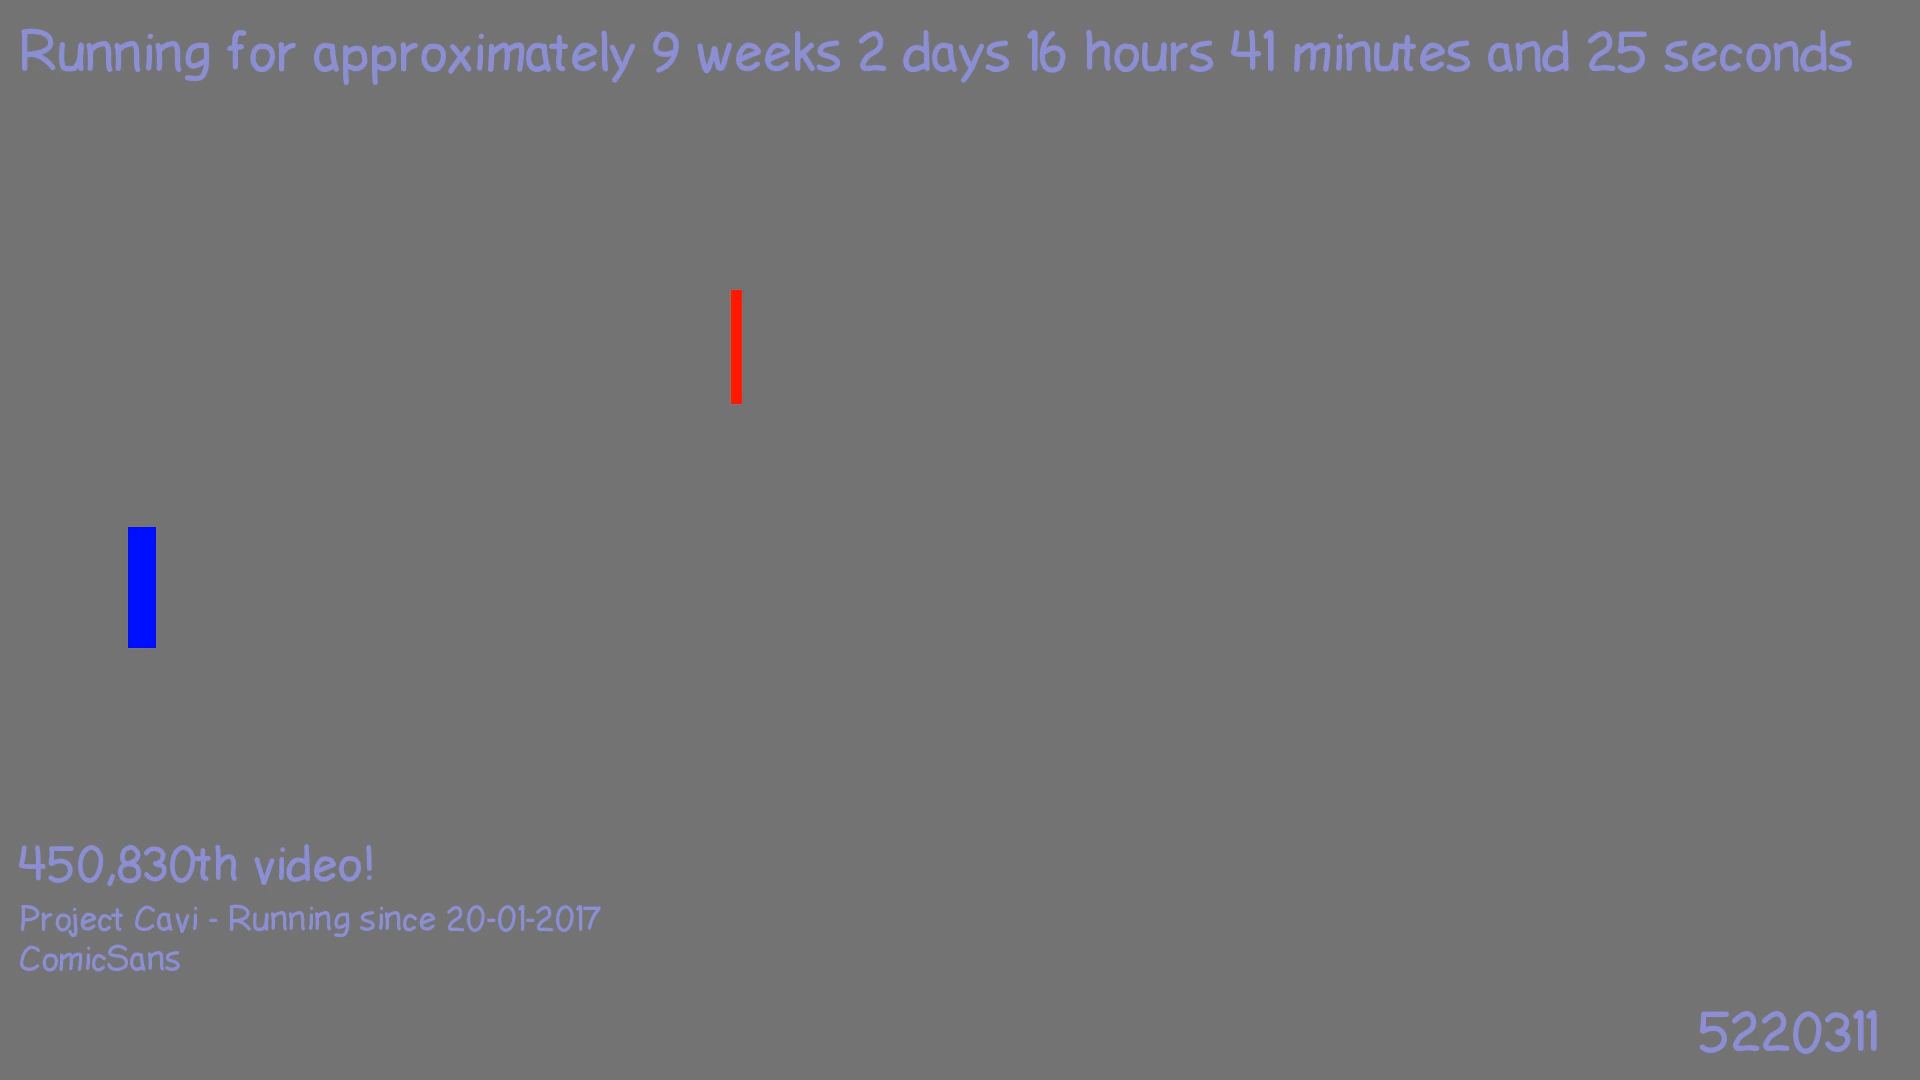 Running for approximately 9 weeks 2 days 16 hours 41 minutes and 25 seconds
450,830th video!
Project Cavi - Running since 20-01-2017
ComicSans
5220311